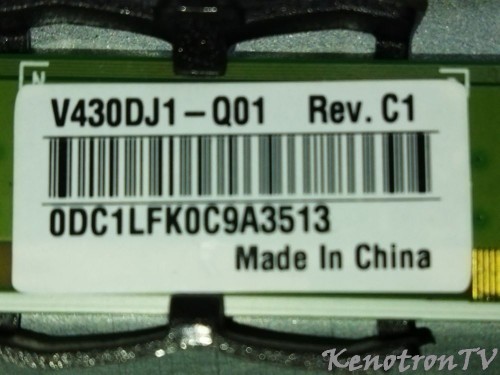 N
V430DJ1-Q01 Rev. C1
0DC1LFK0C9A3513
Made In China
KenotronTV